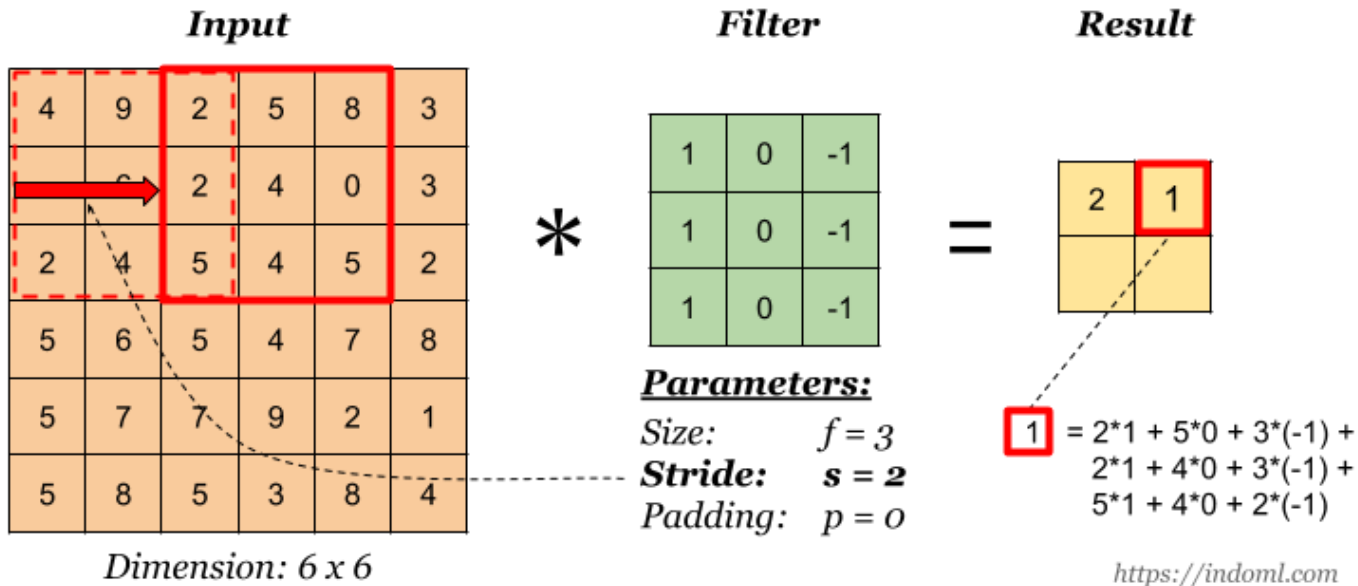 Input
Filter
Result
4 9 2 5 8 3
2 4 0 3
2 4 5 4 5 2
5 6 5 4 7 8
5 7 7 9 2 1
5 8 5 3 8 4
Dimension: 6 x 6
*
1 0 -1
1 0 -1
1 0 -1
Parameters:
Size: f = 3
Stride: s = 2
Padding: p = 0
=
2 1
1 = 2*1 + 5*0 + 3*(-1) +
2*1 + 4*0 + 3*(-1) +
5*1 + 4*0 + 2*(-1)
https://indoml.com